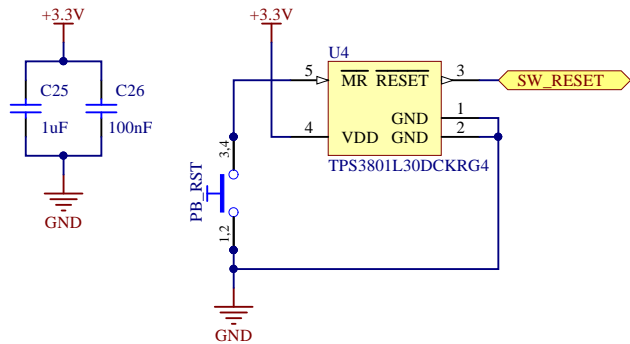 +3.3V
+3.3V
U4
C25
C26
5
MR
RESET
3
SW_RESET
GND
1
1uF
100nF
4
VDD
GND
2
3,4
TPS3801L30DCKRG4
PB_RST
1,2
GND
GND